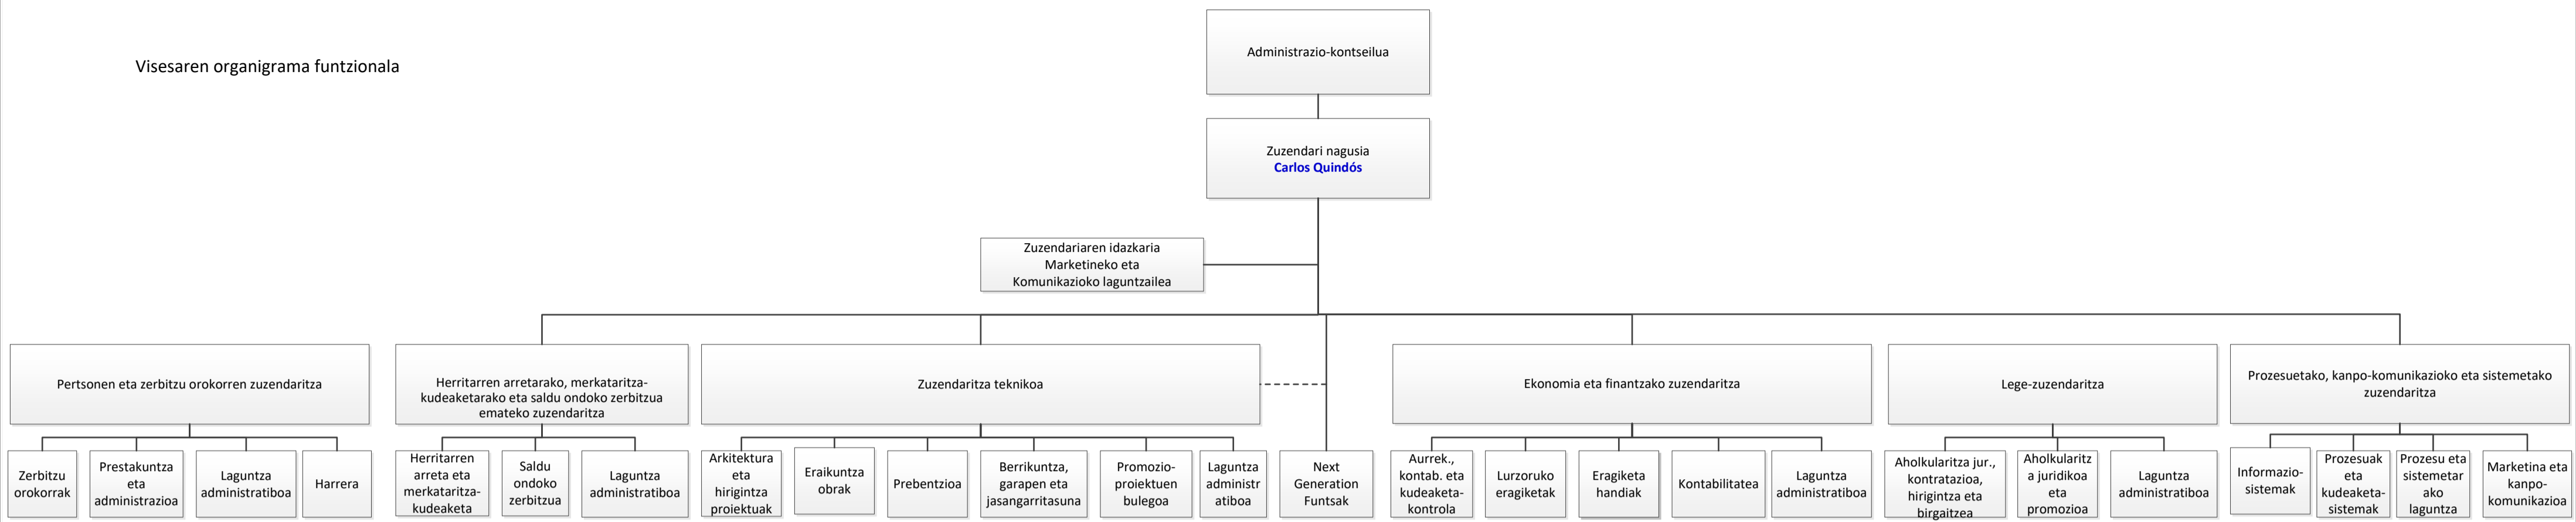 Visesaren organigrama funtzionala
Administrazio-kontseilua
Zuzendari nagusia
Carlos Quindós
Zuzendariaren idazkaria
Marketineko eta
Komunikazioko laguntzailea
Pertsonen eta zerbitzu orokorren zuzendaritza
Herritarren arretarako, merkataritza-
kudeaketarako eta saldu ondoko zerbitzua
emateko zuzendaritza
Zuzendaritza teknikoa
Ekonomia eta finantzako zuzendaritza
Lege-zuzendaritza
Prozesuetako, kanpo-komunikazioko eta sistemetako
zuzendaritza
Zerbitzu
orokorrak
Prestakuntza
eta
administrazioa
Laguntza
administratiboa
Harrera
Herritarren
arreta eta
merkataritza-
kudeaketa
Saldu
ondoko
zerbitzua
Laguntza
administratiboa
Arkitektura
eta
hirigintza
proiektuak
Eraikuntza
obrak
Prebentzioa
Berrikuntza,
garapen eta
jasangarritasuna
Promozio-
proiektuen
bulegoa
Laguntza
administr
atiboa
Next
Generation
Funtsak
Aurrek.,
kontab. eta
kudeaketa-
kontrola
Lurzoruko
eragiketak
Eragiketa
handiak
Kontabilitatea
Laguntza
administratiboa
Aholkularitza jur.,
kontratazioa,
hirigintza eta
birgaitzea
Aholkularitz
a juridikoa
eta
promozioa
Laguntza
administratiboa
Informazio-
sistemak
Prozesuak
eta
kudeaketa-
sistemak
Prozesu eta
sistemetar
ako
laguntza
Marketina eta
kanpo-
komunikazioa